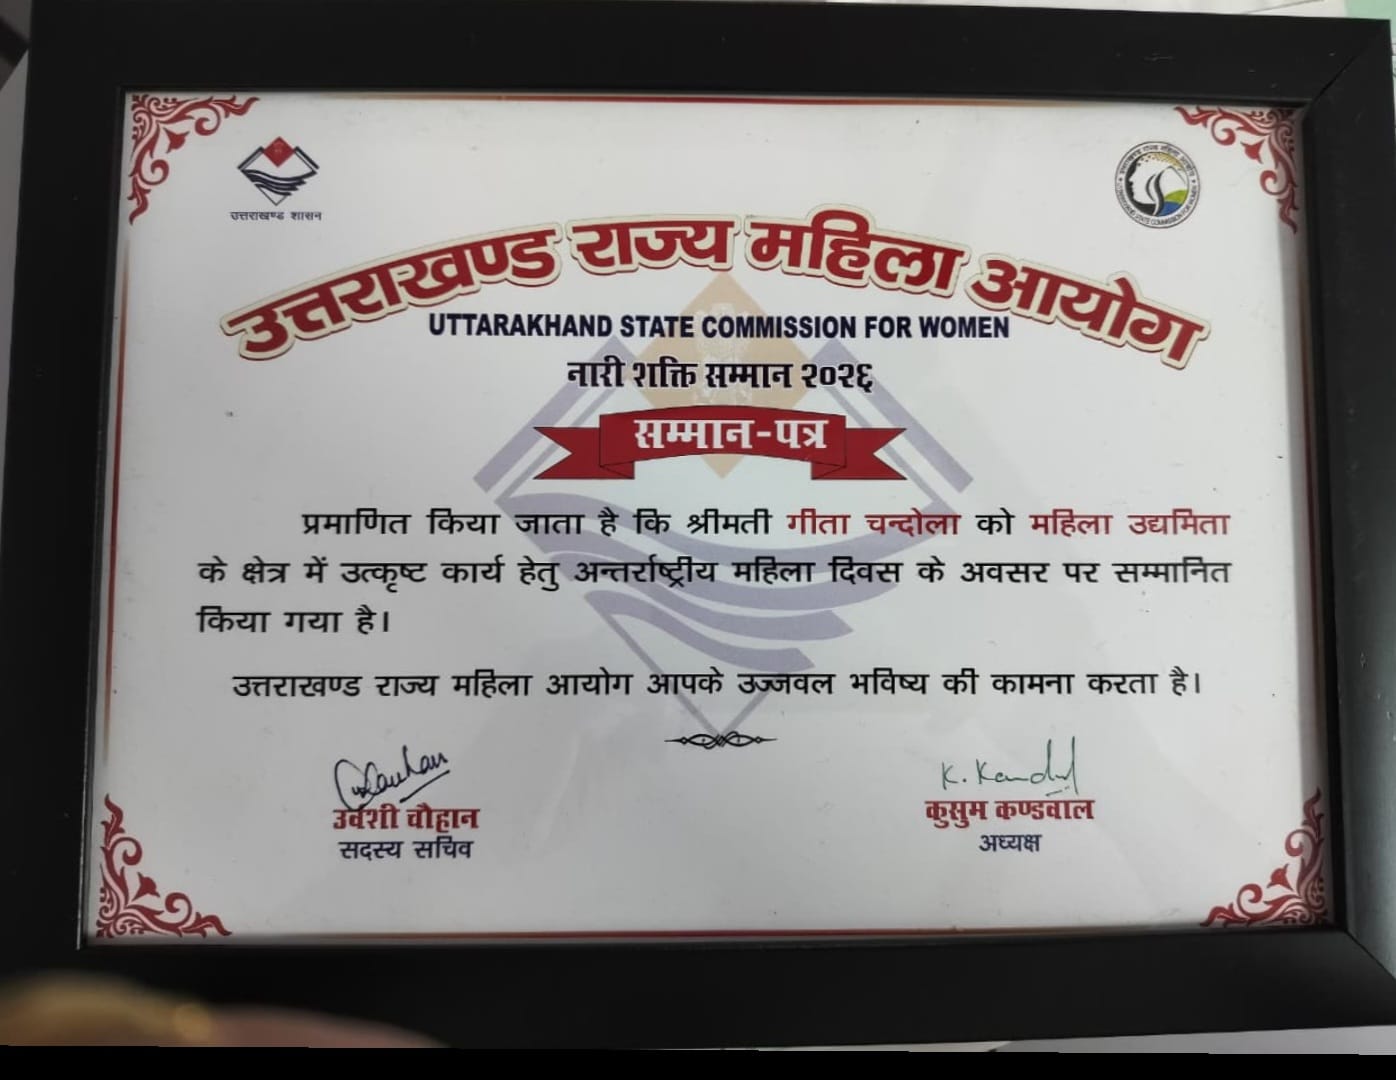 उत्तराखण्ड शासन
उत्तराखण्ड राज्य महिला आयोग
UTTARAKHAND STATE COMMISSION FOR WOMEN
नारी शक्ति सम्मान २०२६
सम्मान-पत्र
प्रमाणित किया जाता है कि श्रीमती गीता चन्दोला को महिला उद्यमिता
के क्षेत्र में उत्कृष्ट कार्य हेतु अन्तर्राष्ट्रीय महिला दिवस के अवसर पर सम्मानित
किया गया है।
उत्तराखण्ड राज्य महिला आयोग आपके उज्जवल भविष्य की कामना करता है।
K. Kandwal
उर्वशी चौहान
कुसुम कण्डवाल
सदस्य सचिव
अध्यक्ष